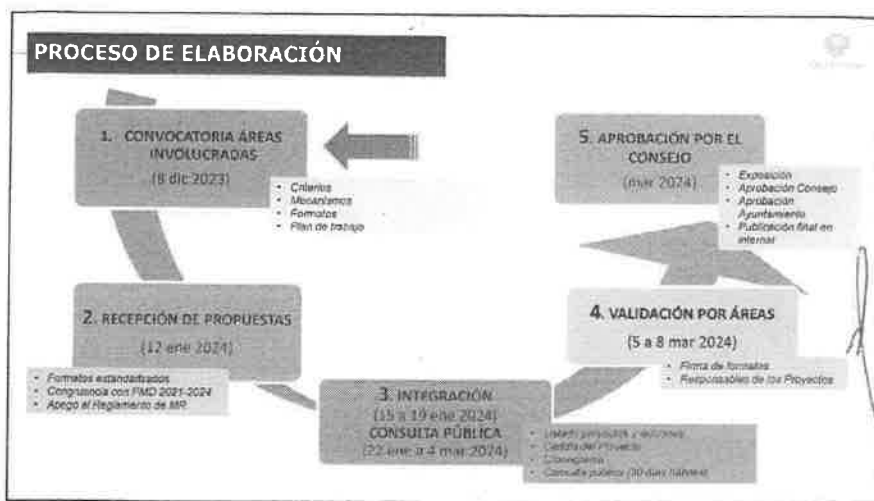 PROCESO DE ELABORACIÓN
1. CONVOCATORIA ÁREAS
INVOLUCRADAS
(8 dic 2023)
• Criterios
• Mecanismos
• Formatos
• Plan de trabajo
2. RECEPCIÓN DE PROPUESTAS
(12 ene 2024)
• Formatos estandarizados
• Congruencia con PMD 2021-2024
• Apego al Reglamento de MR
3. INTEGRACIÓN
(15 a 19 ene 2024)
CONSULTA PÚBLICA
(22 ene a 4 mar 2024)
• Listado
• Cédula del Proyecto
• Cronograma
• Consulta pública (30 días hábiles)
4. VALIDACIÓN POR ÁREAS
(5 a 8 mar 2024)
• Firma de formatos
• Responsables de los Proyectos
5. APROBACIÓN POR EL
CONSEJO
(mar 2024)
• Exposición
• Aprobación Consejo
• Aprobación
Ayuntamiento
• Publicación final en
internet